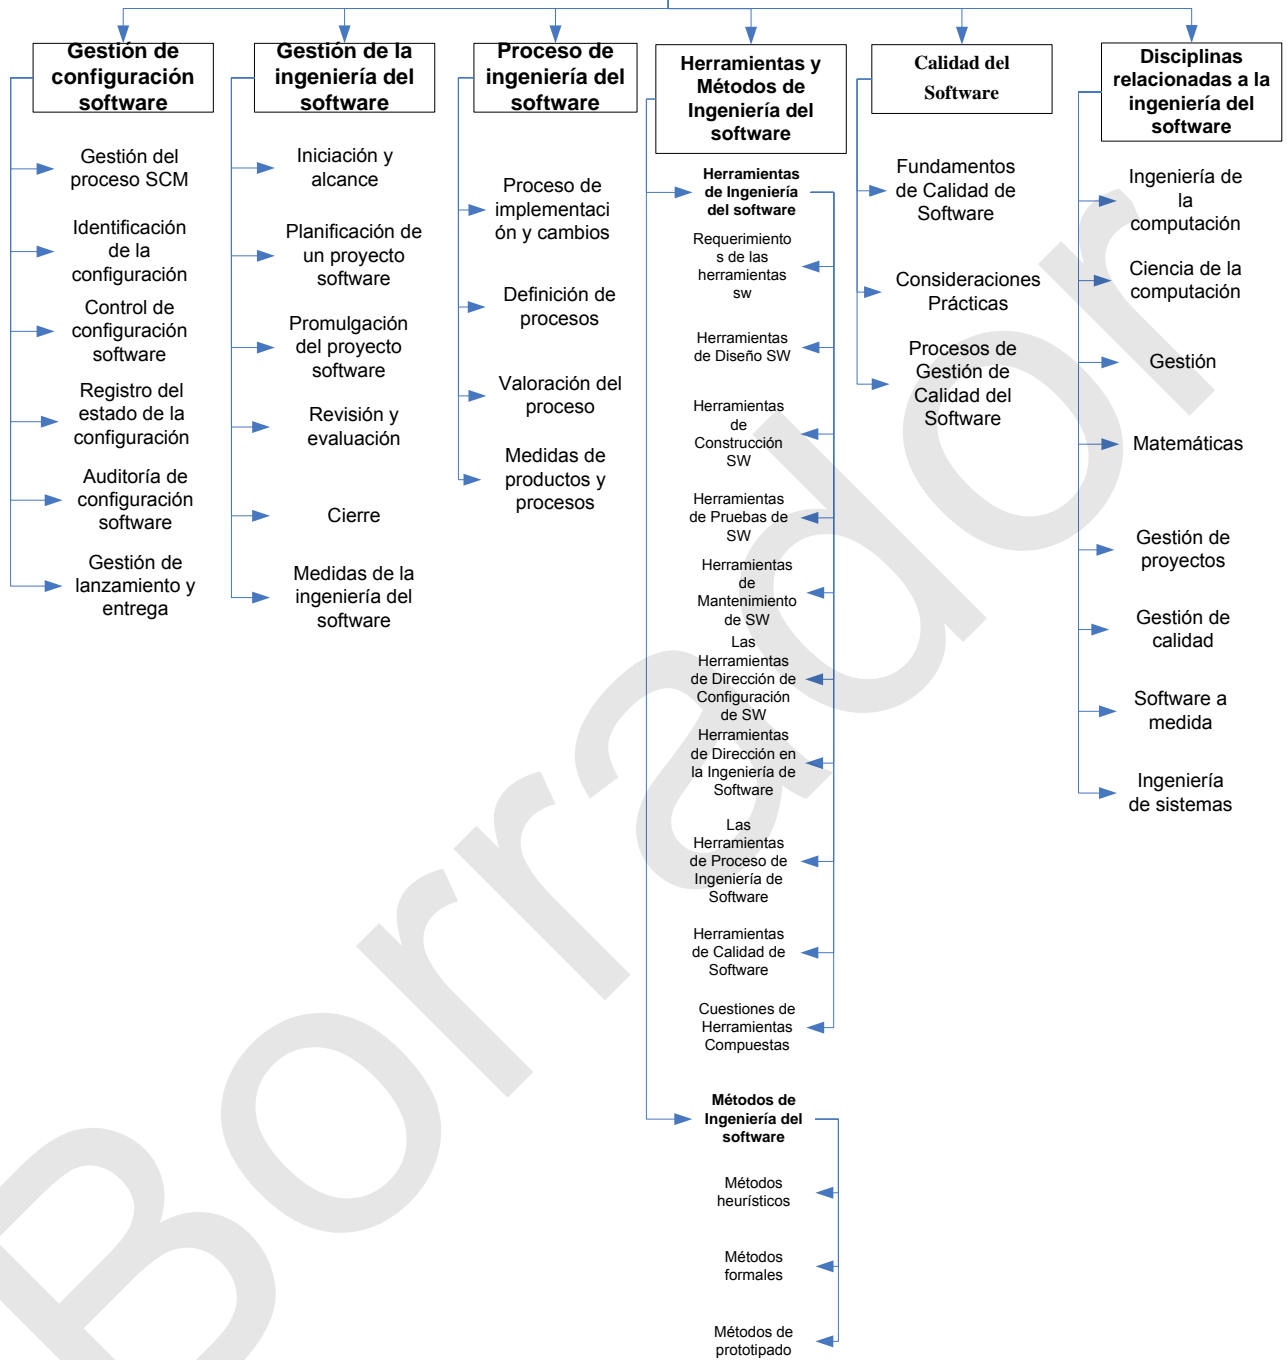 Gestión de
configuración
software
Gestión del
proceso SCM
Identificación
de la
configuración
Control de
configuración
software
Registro del
estado de la
configuración
Auditoría de
configuración
software
Gestión de
lanzamiento y
entrega
Gestión de la
ingeniería del
software
Iniciación y
alcance
Planificación de
un proyecto
software
Promulgación
del proyecto
software
Revisión y
evaluación
Cierre
Medidas de la
ingeniería del
software
Proceso de
ingeniería del
software
Proceso de
implementaci
ón y cambios
Definición de
procesos
Valoración del
proceso
Medidas de
productos y
procesos
Herramientas y
Métodos de
Ingeniería del
software
Herramientas
de Ingeniería
del software
Requerimiento
s de las
herramientas
sw
Herramientas
de Diseño SW
Herramientas
de
Construcción
SW
Herramientas
de Pruebas de
SW
Herramientas
de
Mantenimiento
de SW
Las
Herramientas
de Dirección de
Configuración
de SW
Herramientas
de Dirección en
la Ingeniería de
Software
Las
Herramientas
de Proceso de
Ingeniería de
Software
Herramientas
de Calidad de
Software
Cuestiones de
Herramientas
Compuestas
Métodos de
Ingeniería del
software
Métodos
heurísticos
Métodos
formales
Métodos de
prototipado
Calidad del
Software
Fundamentos
de Calidad de
Software
Consideraciones
Prácticas
Procesos de
Gestión de
Calidad del
Software
Disciplinas
relacionadas a la
ingeniería del
software
Ingeniería de
la
computación
Ciencia de la
computación
Gestión
Matemáticas
Gestión de
proyectos
Gestión de
calidad
Software a
medida
Ingeniería
de sistemas
Borrador